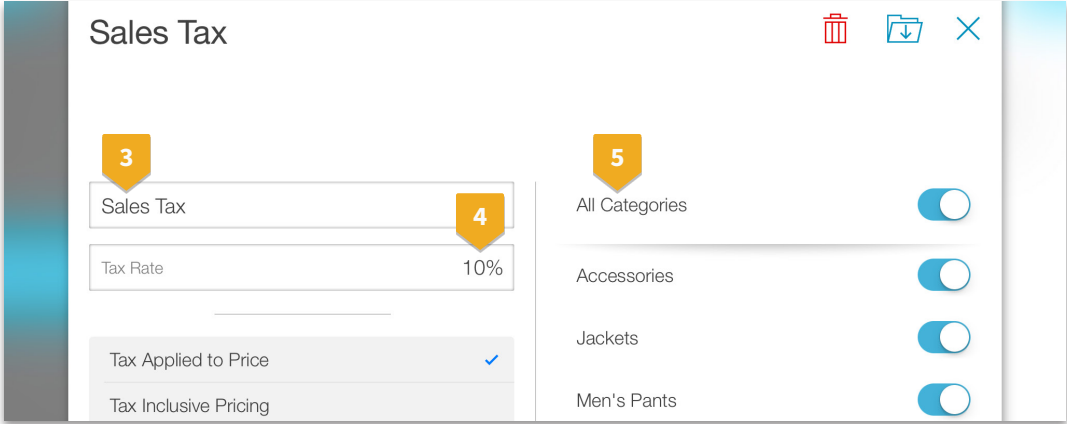 Sales Tax
3
Sales Tax
4
Tax Rate 10%
Tax Applied to Price
Tax Inclusive Pricing
5
All Categories
Accessories
Jackets
Men's Pants